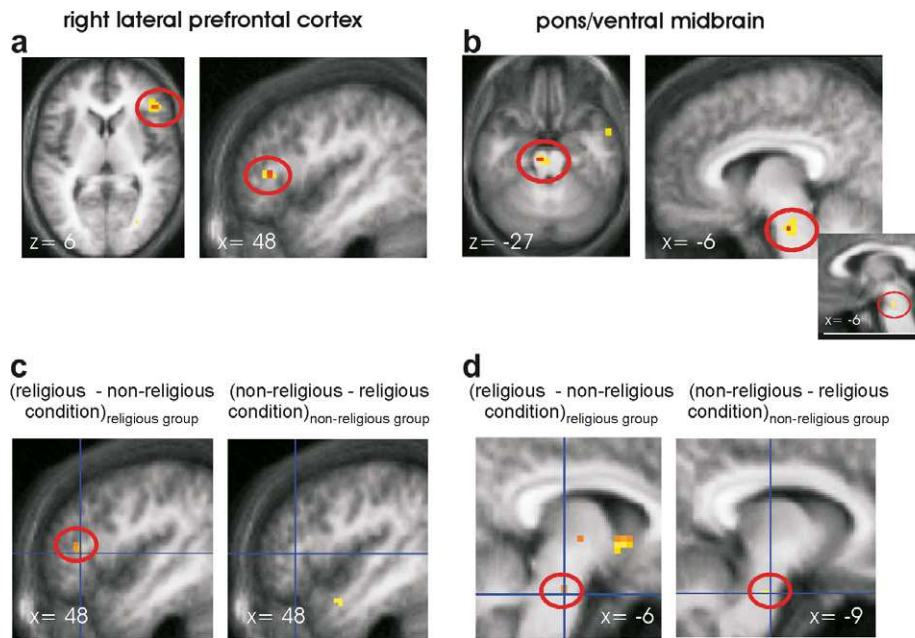 right lateral prefrontal cortex
pons/ventral midbrain
a
b
z= 6
x= 48
z= -27
x= -6
x= -6
c
d
(religious - non-religious
condition)religious group
(non-religious - religious
condition)non-religious group
(religious - non-religious
condition)religious group
(non-religious - religious
condition)non-religious group
x= 48
x= 48
x= -6
x= -9